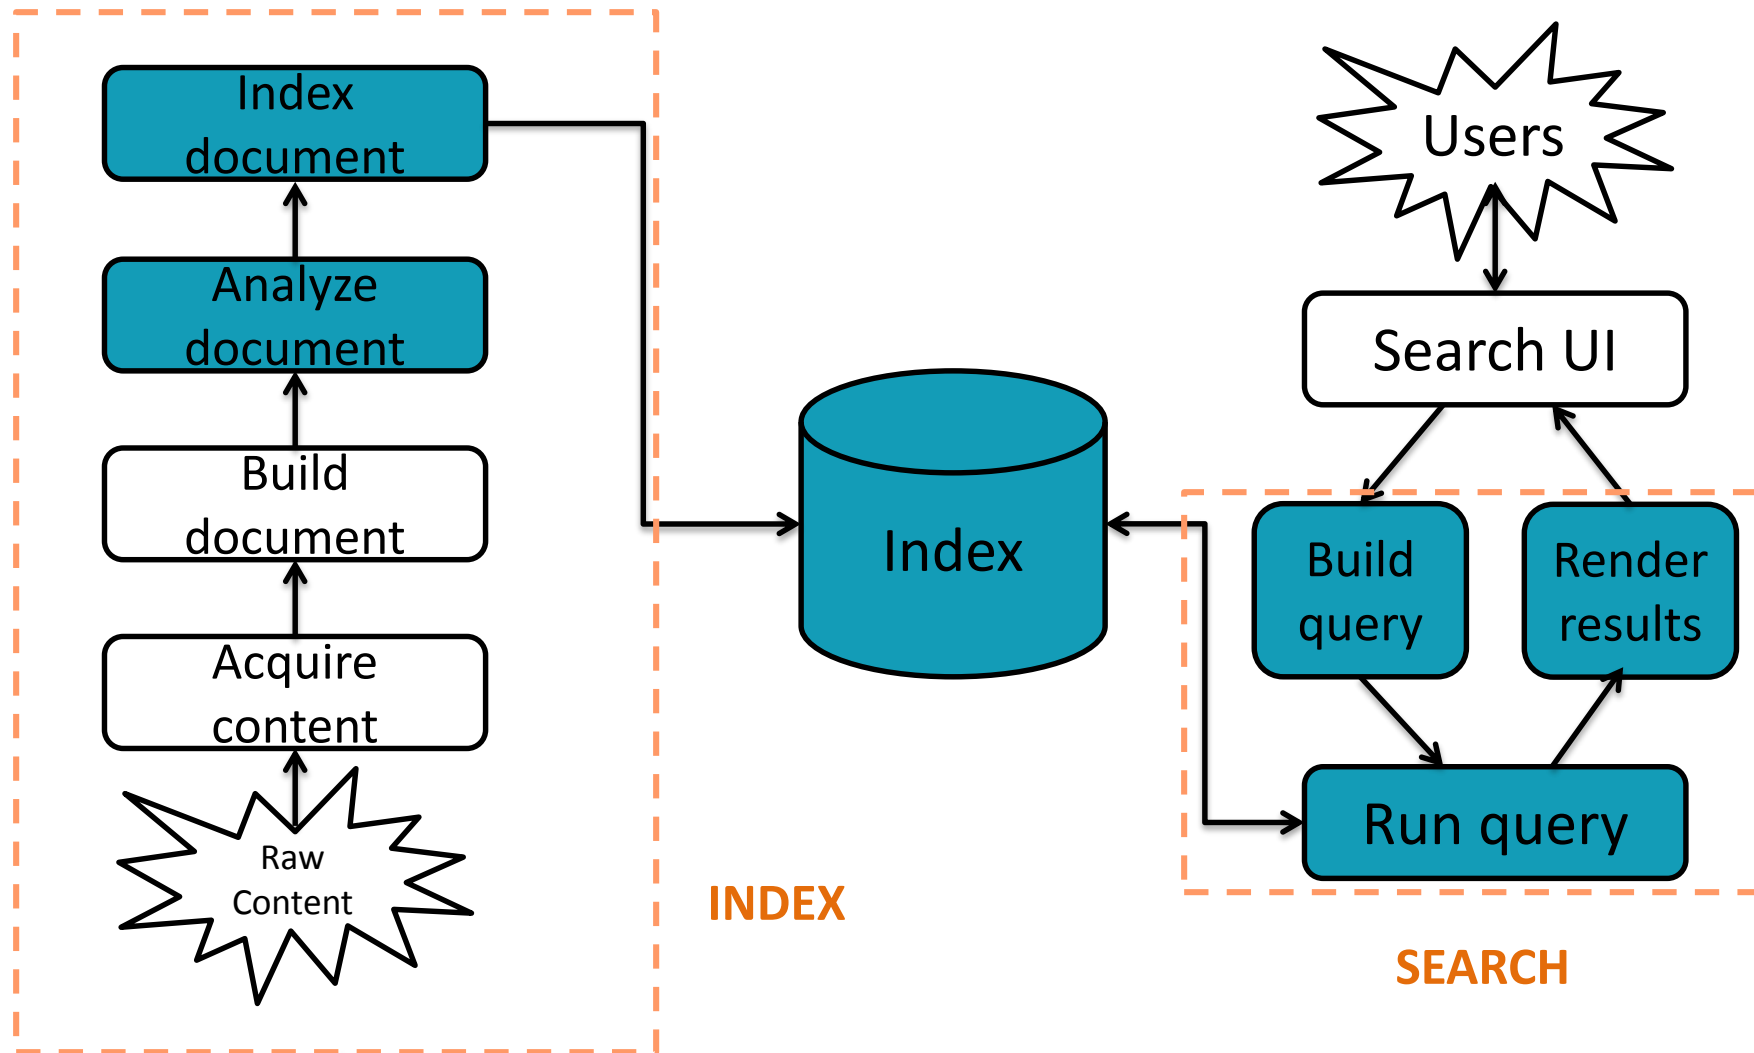 Index
document
Analyze
document
Build
document
Acquire
content
Raw
Content
INDEX
Index
Users
Search UI
Build
query
Render
results
Run query
SEARCH